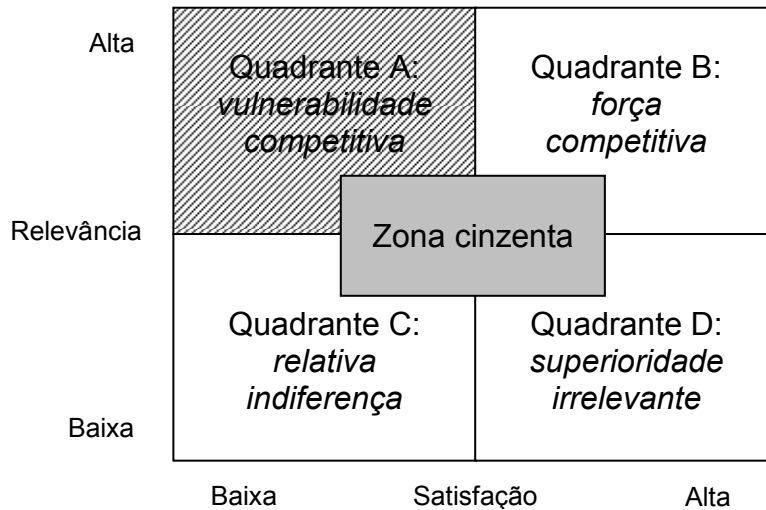 Alta
Quadrante A:
vulnerabilidade
competitiva
Quadrante B:
força
competitiva
Relevância
Zona cinzenta
Quadrante C:
relativa
indiferença
Quadrante D:
superioridade
irrelevante
Baixa
Baixa
Satisfação
Alta